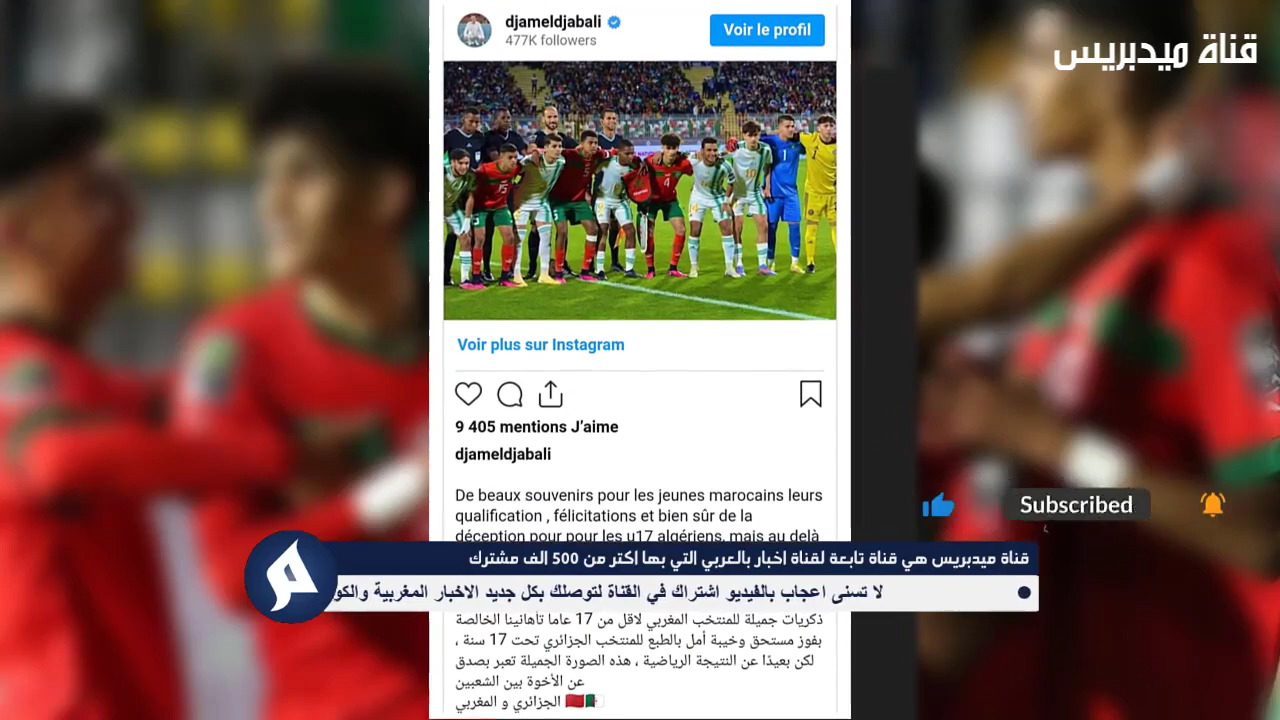 djameldjabali
477K followers
Voir le profil
قناة ميدبريس
Voir plus sur Instagram
9 405 mentions J'aime
djameldjabali
De beaux souvenirs pour les jeunes marocains leurs
qualification , félicitations et bien sûr de la
déception pour pour les u17 algériens, mais au delà
Subscribed
قناة ميدبريس هي قناة تابعة لقناة اخبار بالعربي التي بها اكثر من 500 الف مشترك
لا تسنى اعجاب بالفيديو اشتراك في القناة لتوصلك بكل جديد الاخبار المغربية والكو
ذكريات جميلة للمنتخب المغربي لاقل من 17 عاما تأهانينا الخالصة
بفوز مستحق وخيبة أمل بالطبع للمنتخب الجزائري تحت 17 سنة ،
لكن بعيدًا عن النتيجة الرياضية ، هذه الصورة الجميلة تعبر بصدق
عن الأخوة بين الشعبين
الجزائري و المغربي 🇲🇦🇩🇿